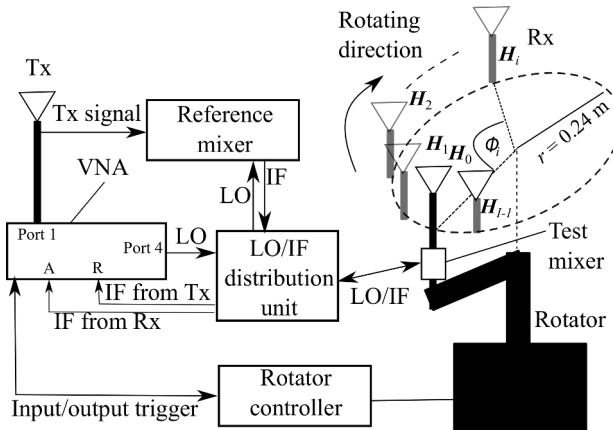 Tx
Rotating
direction
Rx
H_i
H_2
H_1
H_0
H_{I-1}
Φ_i
r = 0.24 m
Tx signal
Reference
mixer
VNA
LO
IF
Port 1
Port 4
LO
A
R
LO/IF
distribution
unit
IF from Tx
IF from Rx
LO/IF
Test
mixer
Rotator
Rotator
controller
Input/output trigger